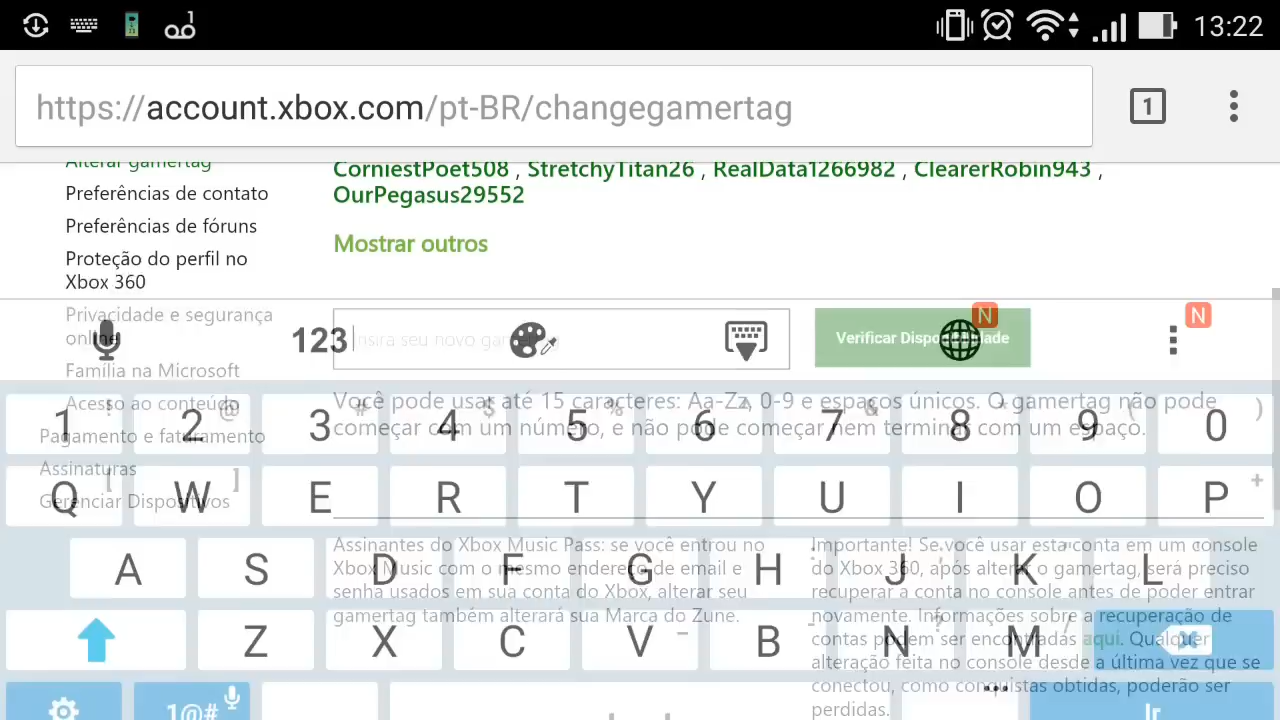 13:22
https://account.xbox.com/pt-BR/changegamertag
1
Alterar gamertag
CorniestPoet508 , StretchyTitan26 , RealData1266982 , ClearerRobin943 ,
OurPegasus29552
Preferências de contato
Preferências de fóruns
Mostrar outros
Proteção do perfil no
Xbox 360
Privacidade e segurança
online
123
Insira seu novo
Verificar Disponibilidade
N
N
Família na Microsoft
Acesso ao conteúdo
Pagamento e faturamento
Assinaturas
Gerenciar Dispositivos
Você pode usar até 15 caracteres: Aa-Zz, 0-9 e espaços únicos. O gamertag não pode
começar com um número, e não pode começar nem terminar com um espaço.
Assinantes do Xbox Music Pass: se você entrou no
Xbox Music com o mesmo endereço de email e
senha usados em sua conta do Xbox, alterar seu
gamertag também alterará sua Marca do Zune.
Importante! Se você usar esta conta em um console
do Xbox 360, após alterar o gamertag, será preciso
recuperar a conta no console antes de poder entrar
novamente. Informações sobre a recuperação de
contas podem ser encontradas aqui. Qualquer
alteração feita no console desde a última vez que se
conectou, como conquistas obtidas, poderão ser
perdidas.
1 2 3 4 5 6 7 8 9 0
! @ # $ % & * ( )
Q W E R T Y U I O P
[ ] +
A S D F G H J K L
Z X C V B N M
1@# Ir